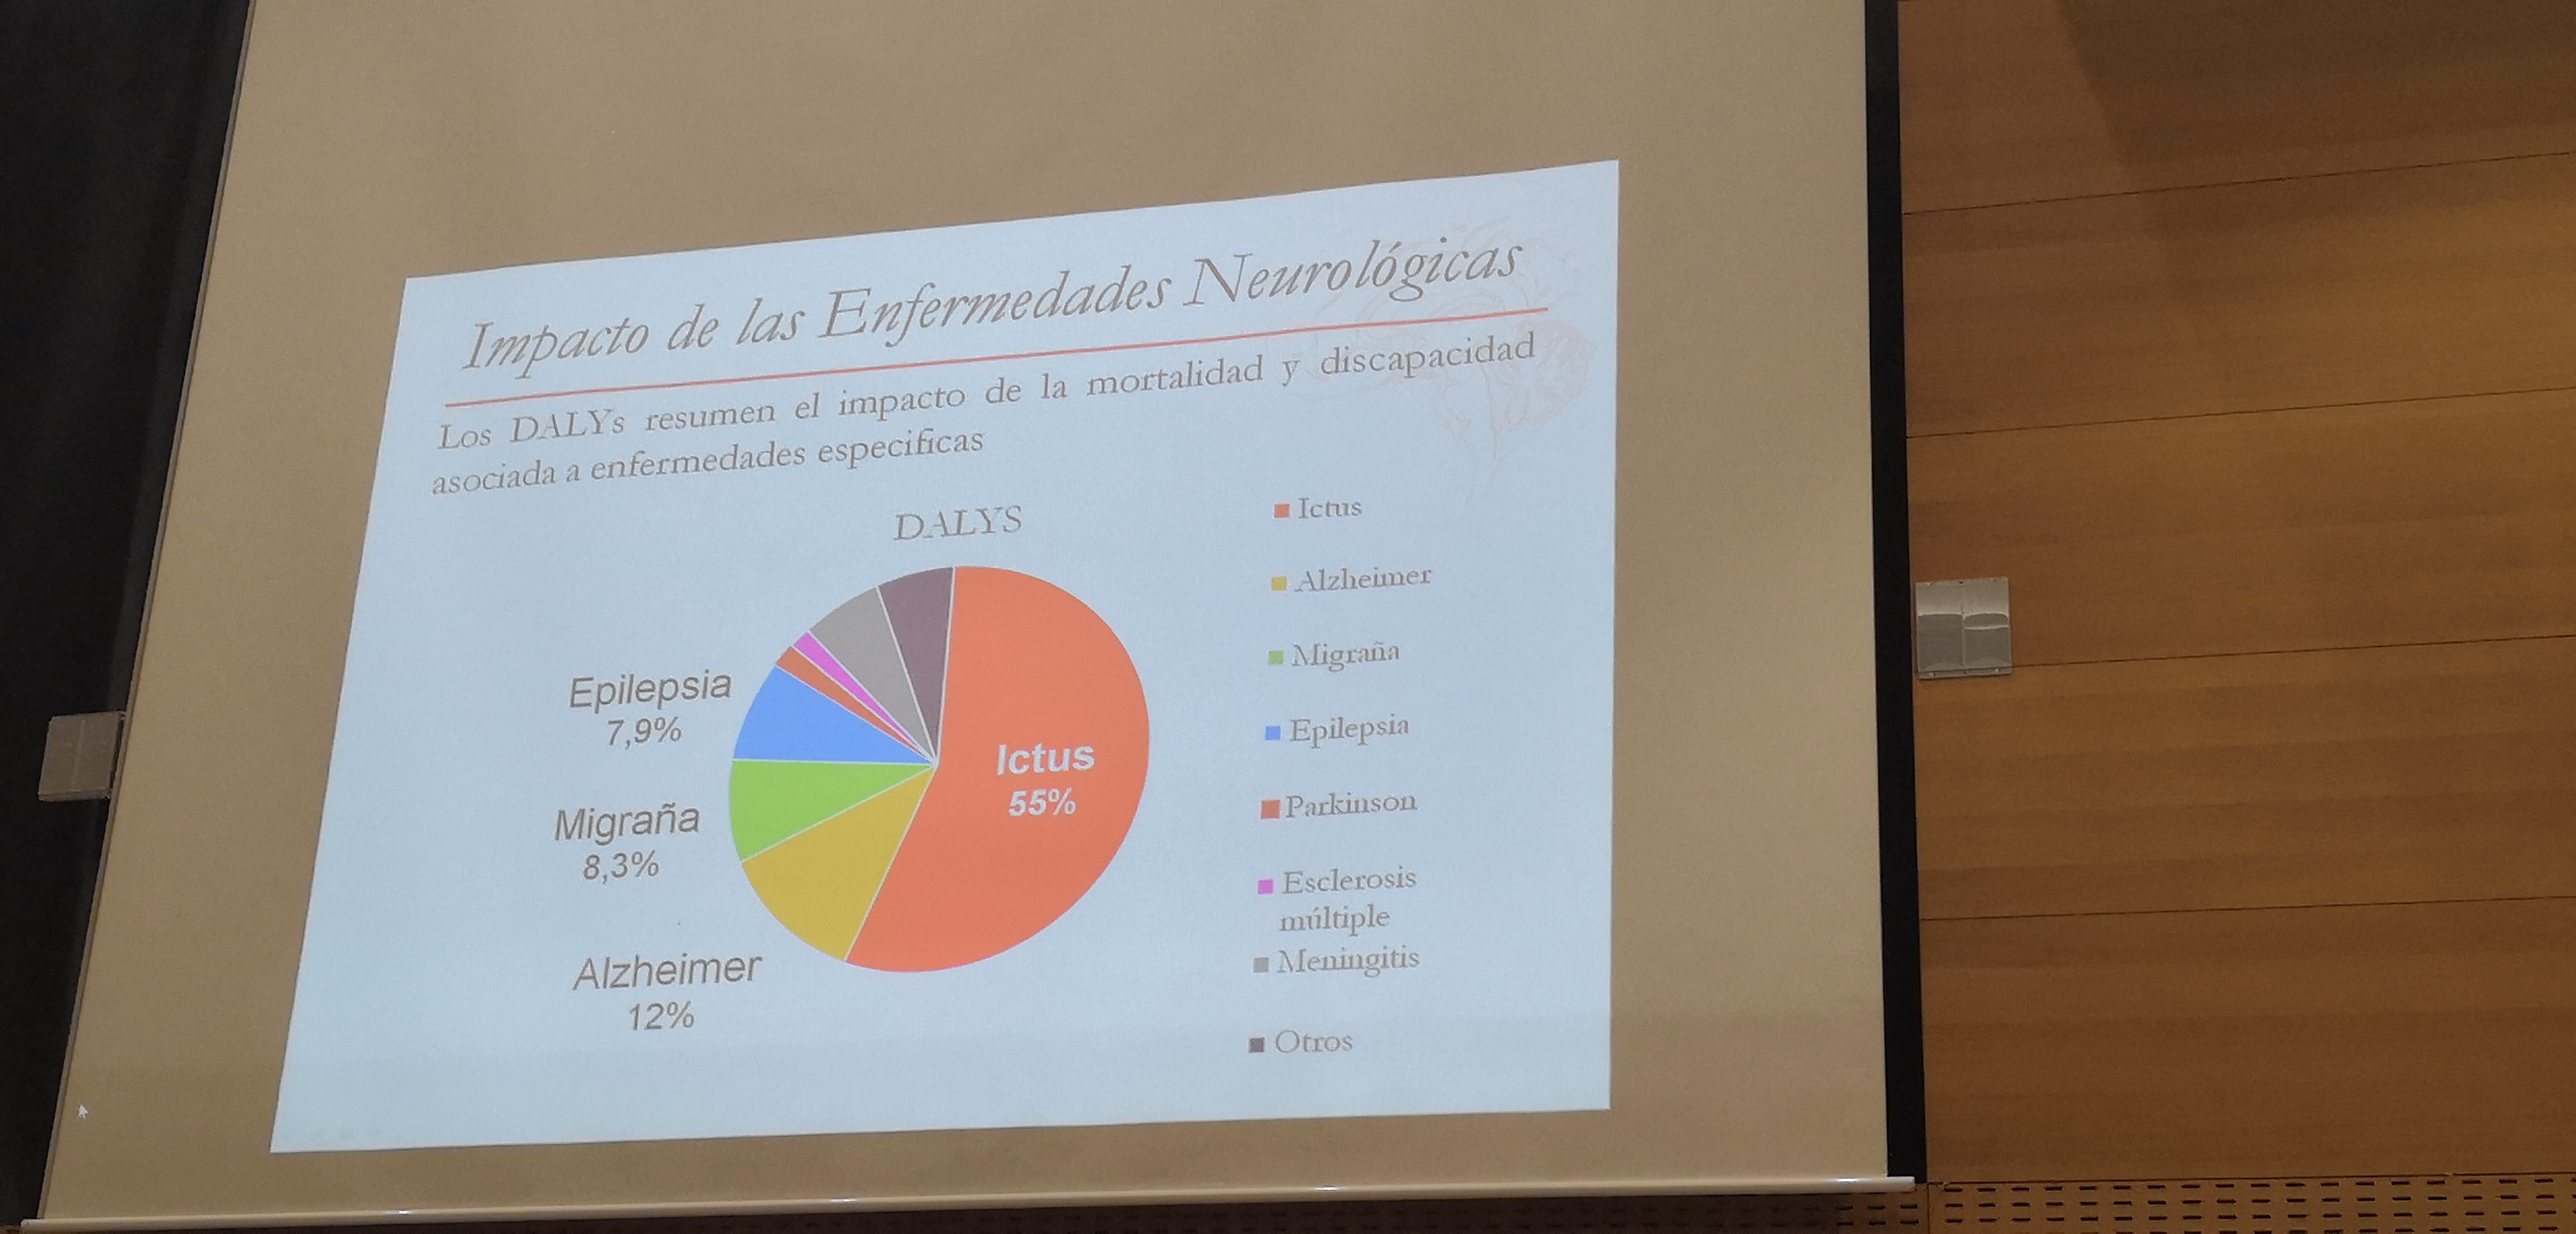 Impacto de las Enfermedades Neurológicas
Los DALYs resumen el impacto de la mortalidad y discapacidad
asociada a enfermedades especificas
DALYS
Epilepsia
7,9%
Migraña
8,3%
Alzheimer
12%
Ictus
55%
Ictus
Alzheimer
Migraña
Epilepsia
Parkinson
Esclerosis
múltiple
Meningitis
Otros